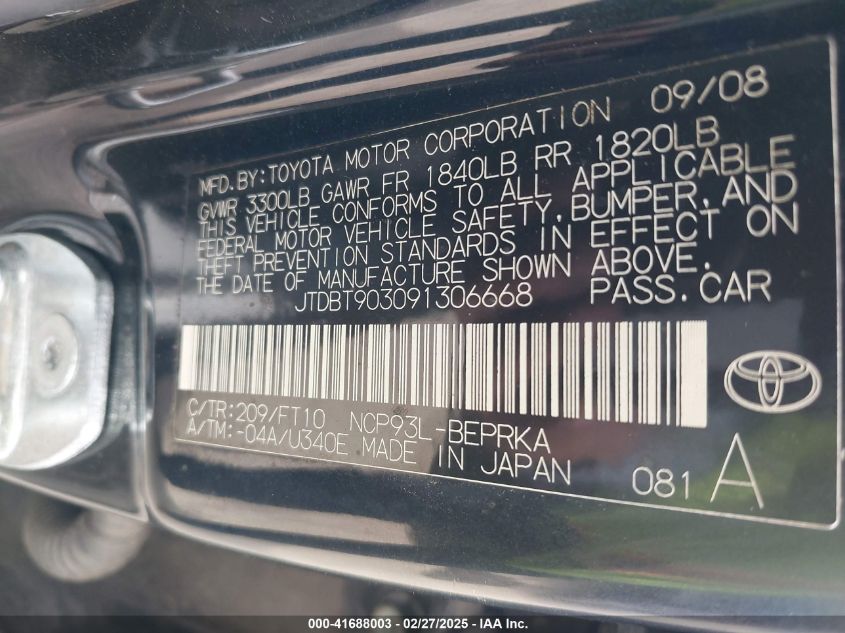 MFD.BY:TOYOTA MOTOR CORPORATION 09/08
GVWR 3300LB GAWR FR 1840LB RR 1820LB
THIS VEHICLE CONFORMS TO ALL APPLICABLE
FEDERAL MOTOR VEHICLE SAFETY,BUMPER,AND
THEFT PREVENTION STANDARDS IN EFFECT ON
THE DATE OF MANUFACTURE SHOWN ABOVE.
JTDBT903091306668 PASS.CAR
C/TR:209/FT10 NCP93L-BEPRKA
A/TM:-04A/U340E MADE IN JAPAN
081 A
000-41688003 - 02/27/2025 - IAA Inc.